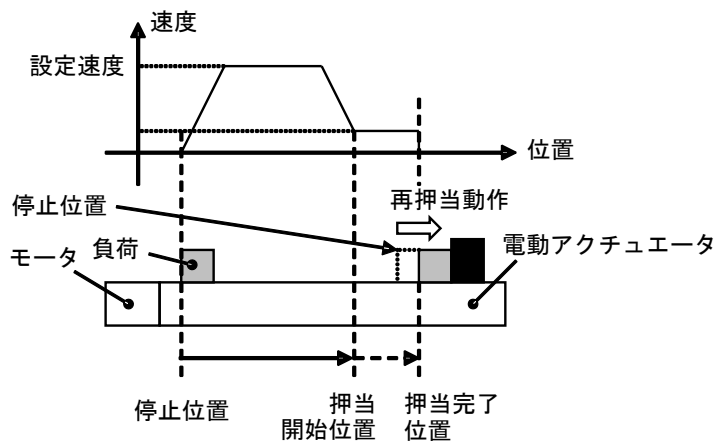 速度
設定速度
位置
再押当動作
停止位置
電動アクチュエータ
負荷
モータ
停止位置
押当
開始位置
押当完了
位置